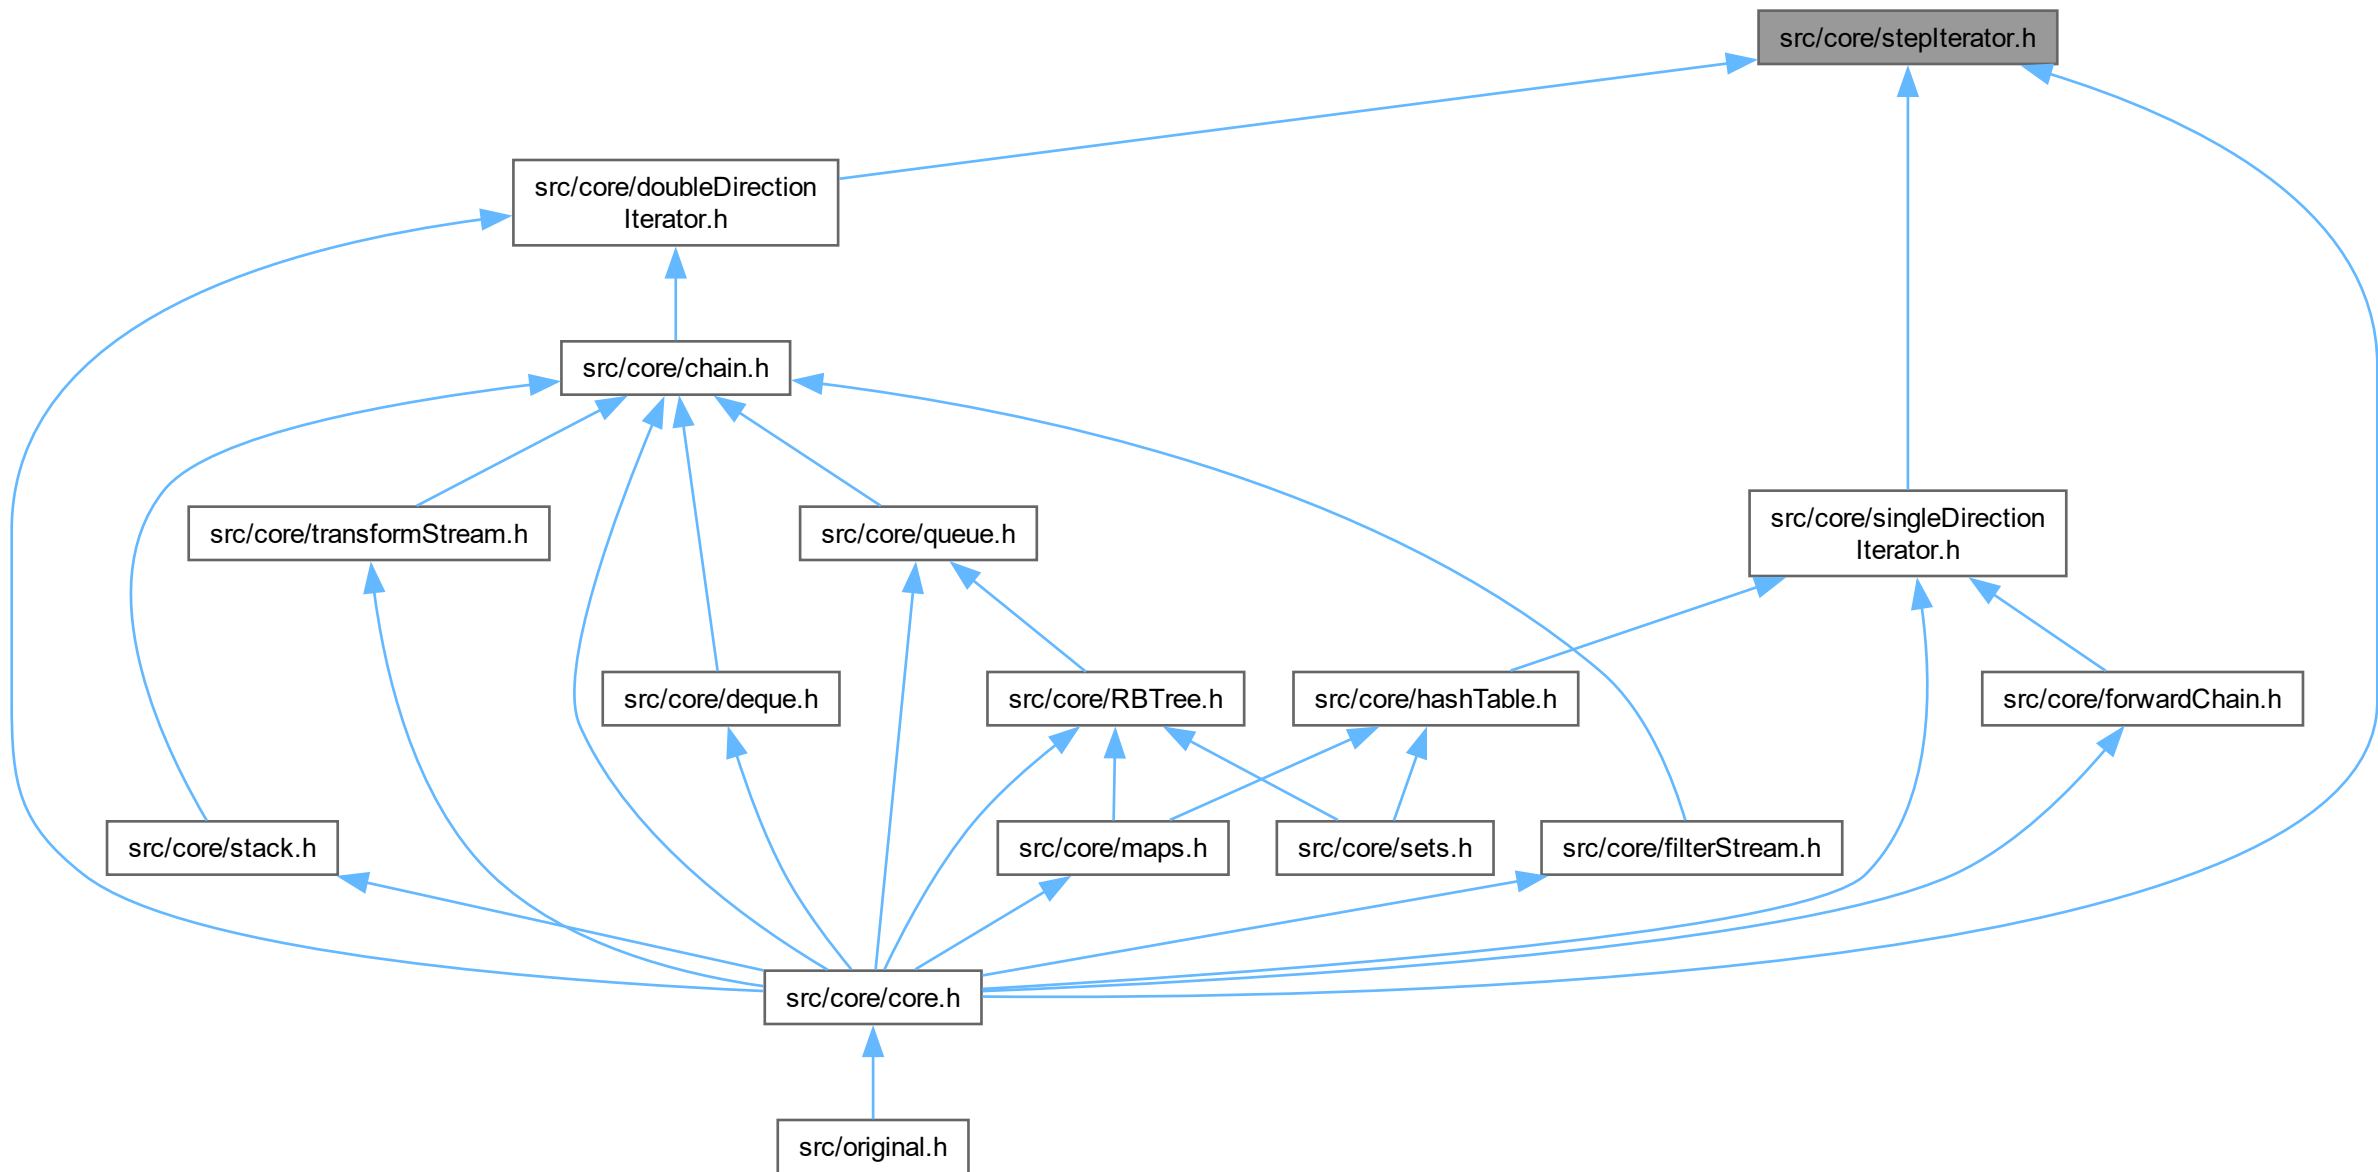 src/core/stepIterator.h
src/core/doubleDirection
Iterator.h
src/core/chain.h
src/core/transformStream.h
src/core/queue.h
src/core/singleDirection
Iterator.h
src/core/deque.h
src/core/RBTree.h
src/core/hashTable.h
src/core/forwardChain.h
src/core/stack.h
src/core/maps.h
src/core/sets.h
src/core/filterStream.h
src/core/core.h
src/original.h